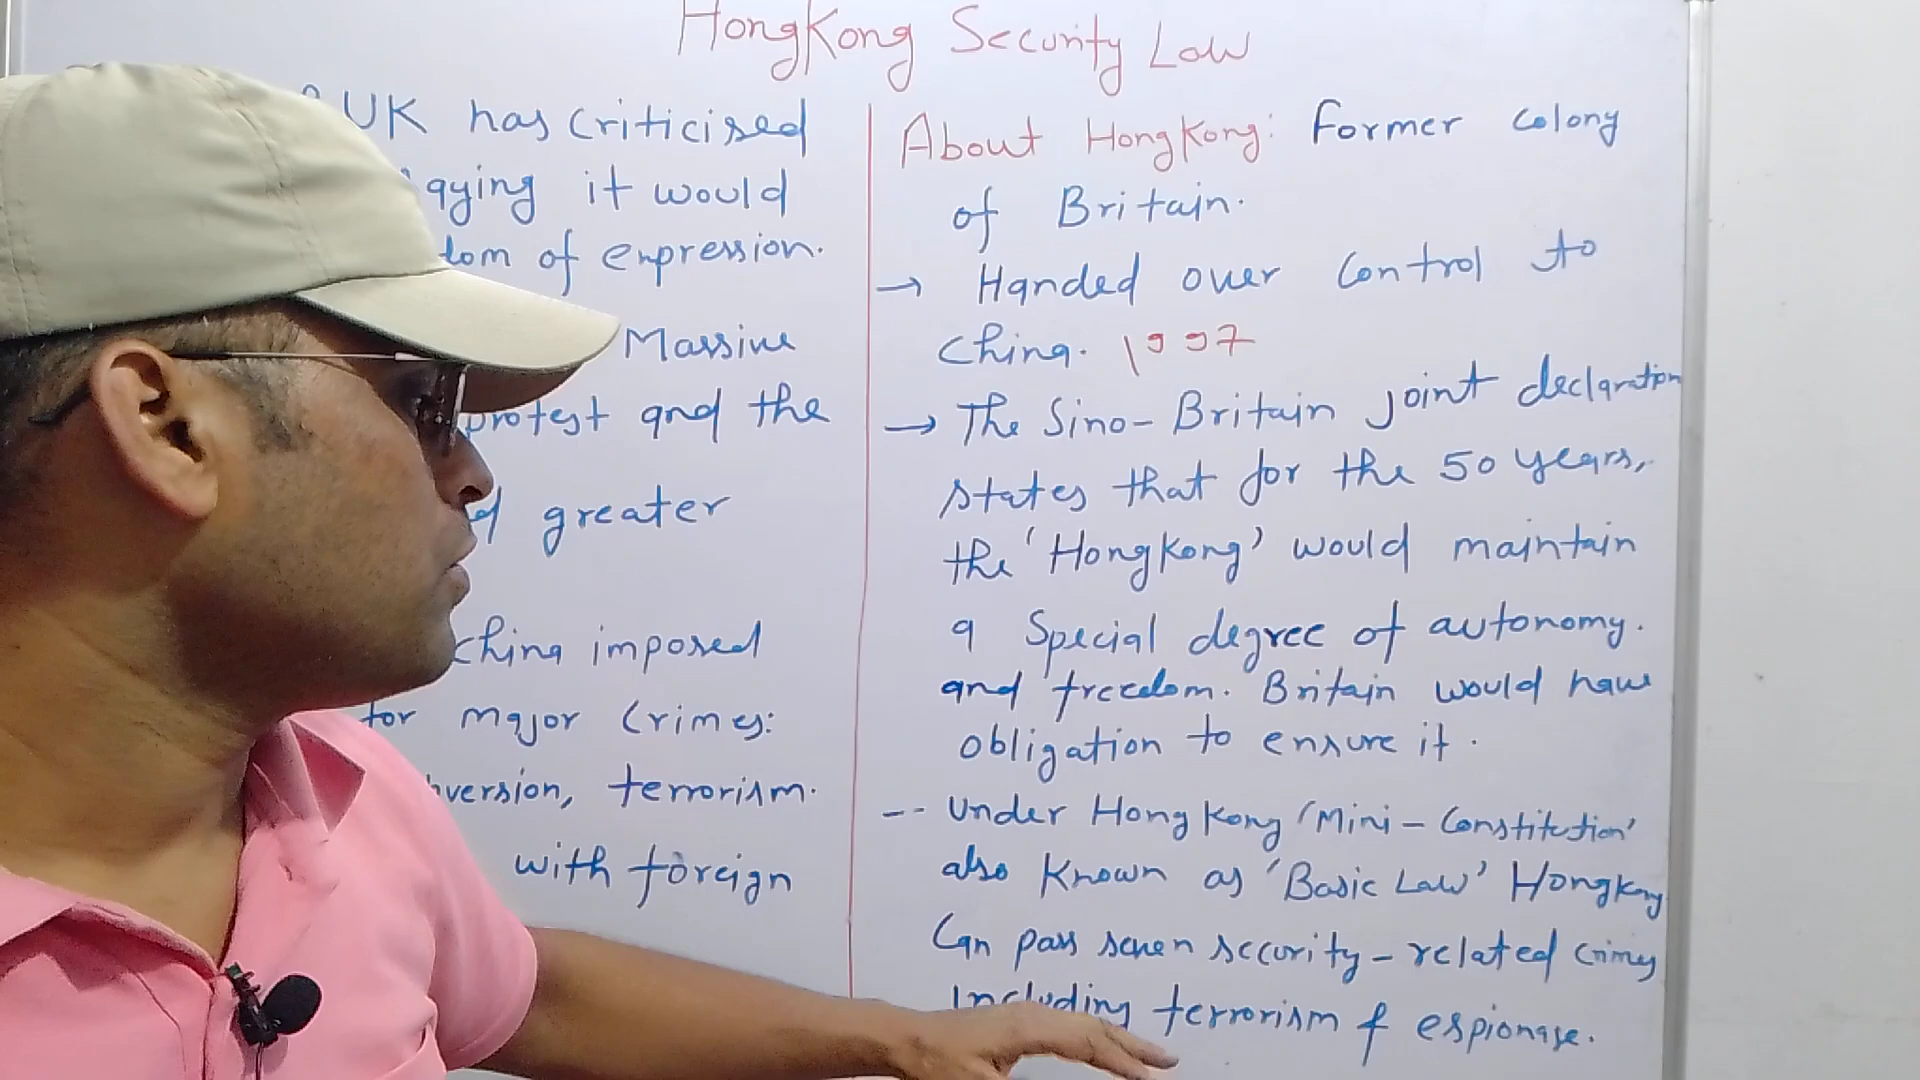 HongKong Security Law
UK has criticised
saying it would
dom of expression.
Massive
protest and the
greater
China imposed
for major Crimes:
version, terrorism.
with foreign
About HongKong: Former Colony
of Britain.
→ Handed over Control to
China. 1997
→ The Sino-Britain joint declaration
states that for the 50 years,
the 'HongKong' would maintain
a Special degree of autonomy.
and freedom. Britain would have
obligation to ensure it.
-- Under HongKong 'Mini-Constitution'
also Known as 'Basic Law' HongKong
Can pass seven security-related crimes
Including terrorism & espionage.